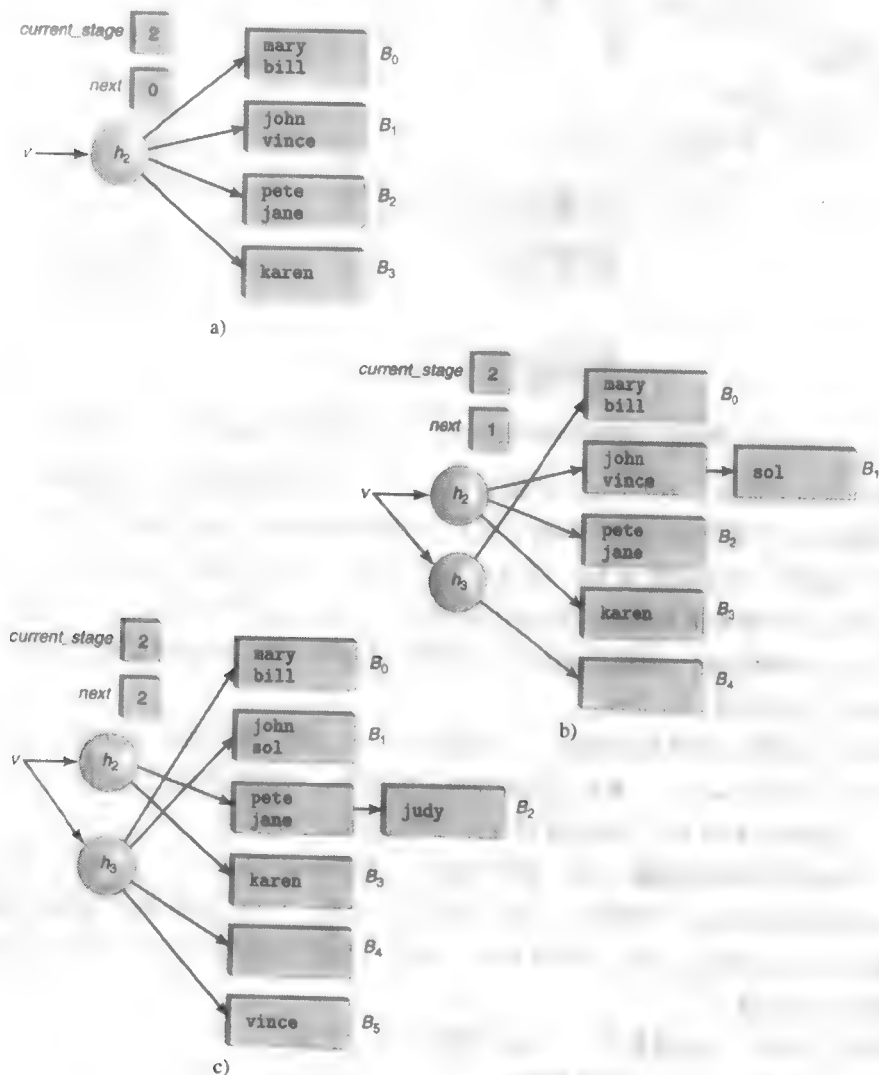 current_stage 2
mary
bill
B0
next 0
john
vince
B1
v
h2
pete
jane
B2
karen
B3
a)
current_stage 2
mary
bill
B0
next 1
john
vince
sol
B1
v
h2
pete
jane
B2
h3
karen
B3
B4
b)
current_stage 2
mary
bill
B0
next 2
john
sol
B1
v
h2
pete
jane
judy
B2
h3
karen
B3
B4
vince
B5
c)